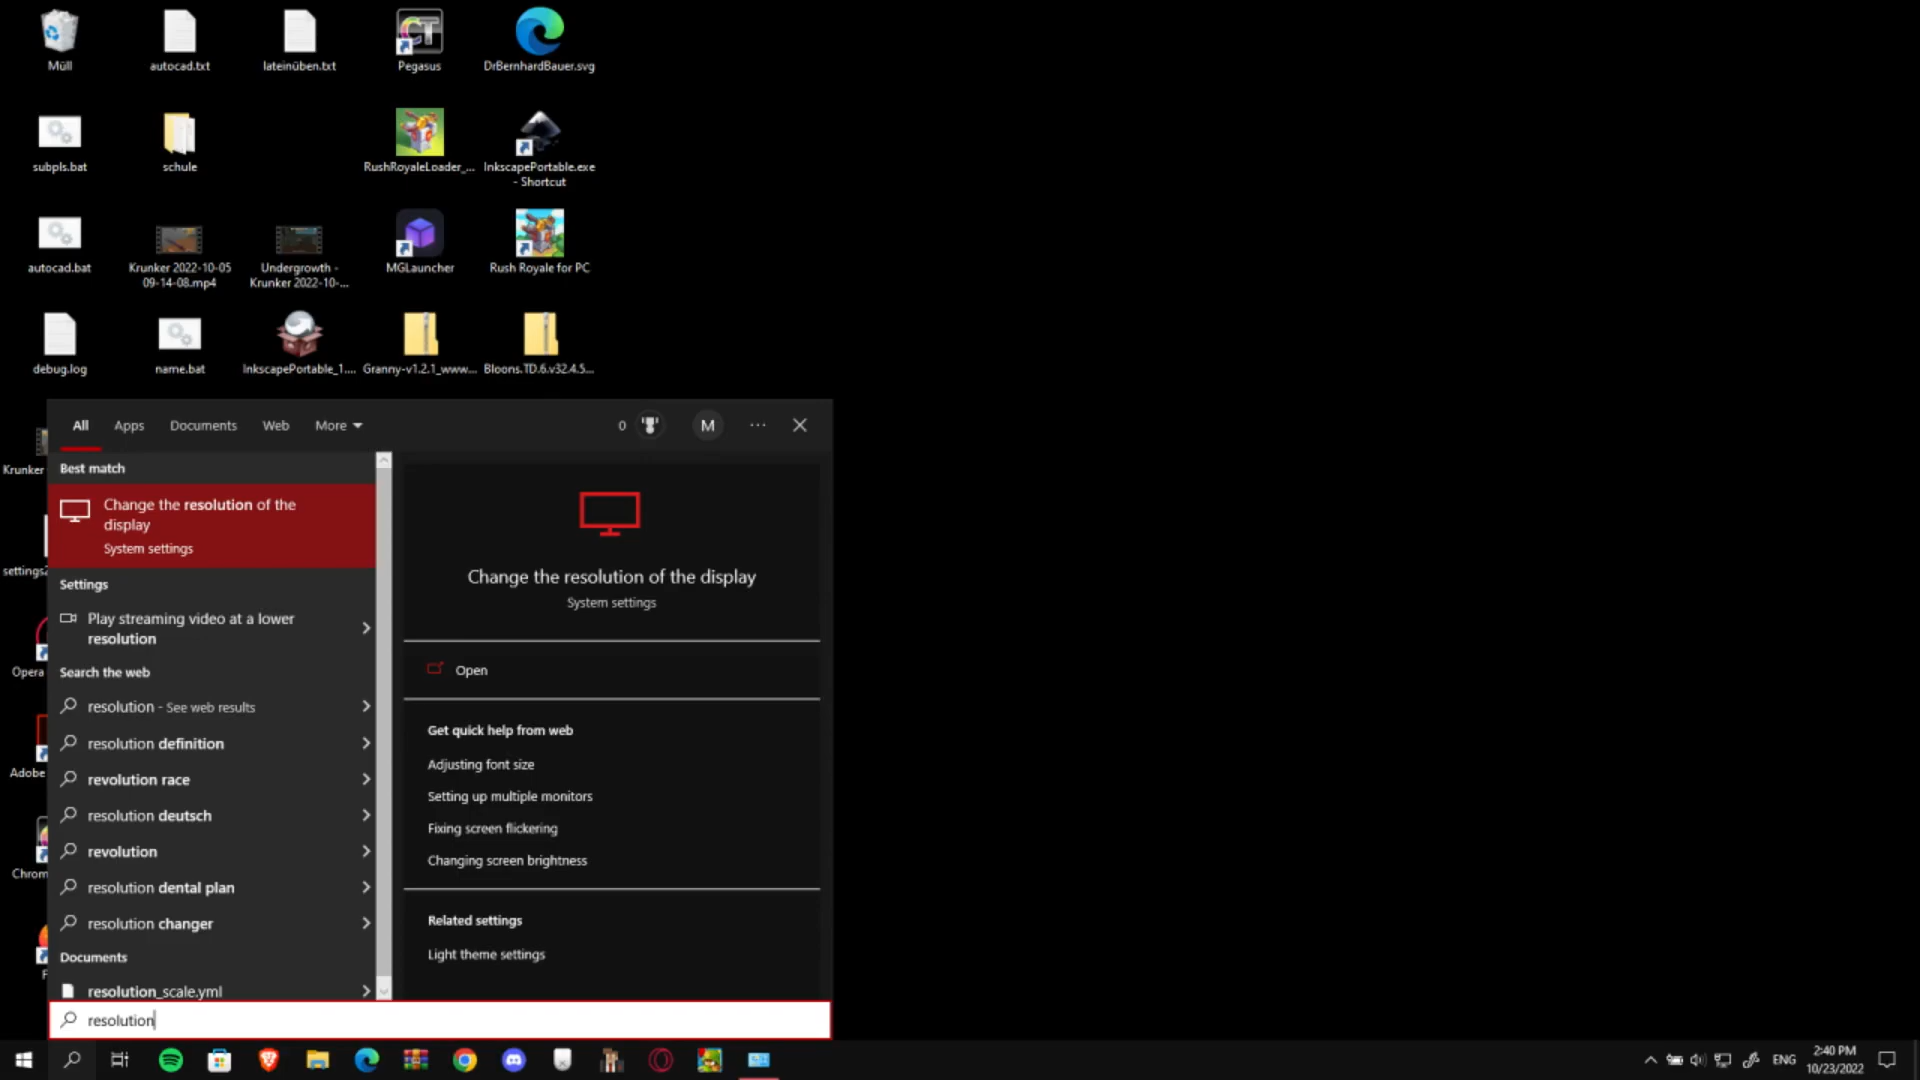 Müll
autocad.txt
lateinüben.txt
Pegasus
DrBernhardBauer.svg
subpls.bat
schule
RushRoyaleLoader_...
InkscapePortable.exe
- Shortcut
autocad.bat
Krunker 2022-10-05
09-14-08.mp4
Undergrowth -
Krunker 2022-10-...
MGLauncher
Rush Royale for PC
debug.log
name.bat
InkscapePortable_1....
Granny-v1.2.1_www...
Bloons.TD.6.v32.4.5...
Krunker
settings2
Opera
Adobe
Chrom
F
All
Apps
Documents
Web
More
0
M
Best match
Change the resolution of the
display
System settings
Settings
Play streaming video at a lower
resolution
Search the web
resolution - See web results
resolution definition
revolution race
resolution deutsch
revolution
resolution dental plan
resolution changer
Documents
resolution_scale.yml
resolution
Change the resolution of the display
System settings
Open
Get quick help from web
Adjusting font size
Setting up multiple monitors
Fixing screen flickering
Changing screen brightness
Related settings
Light theme settings
ENG
2:40 PM
10/23/2022